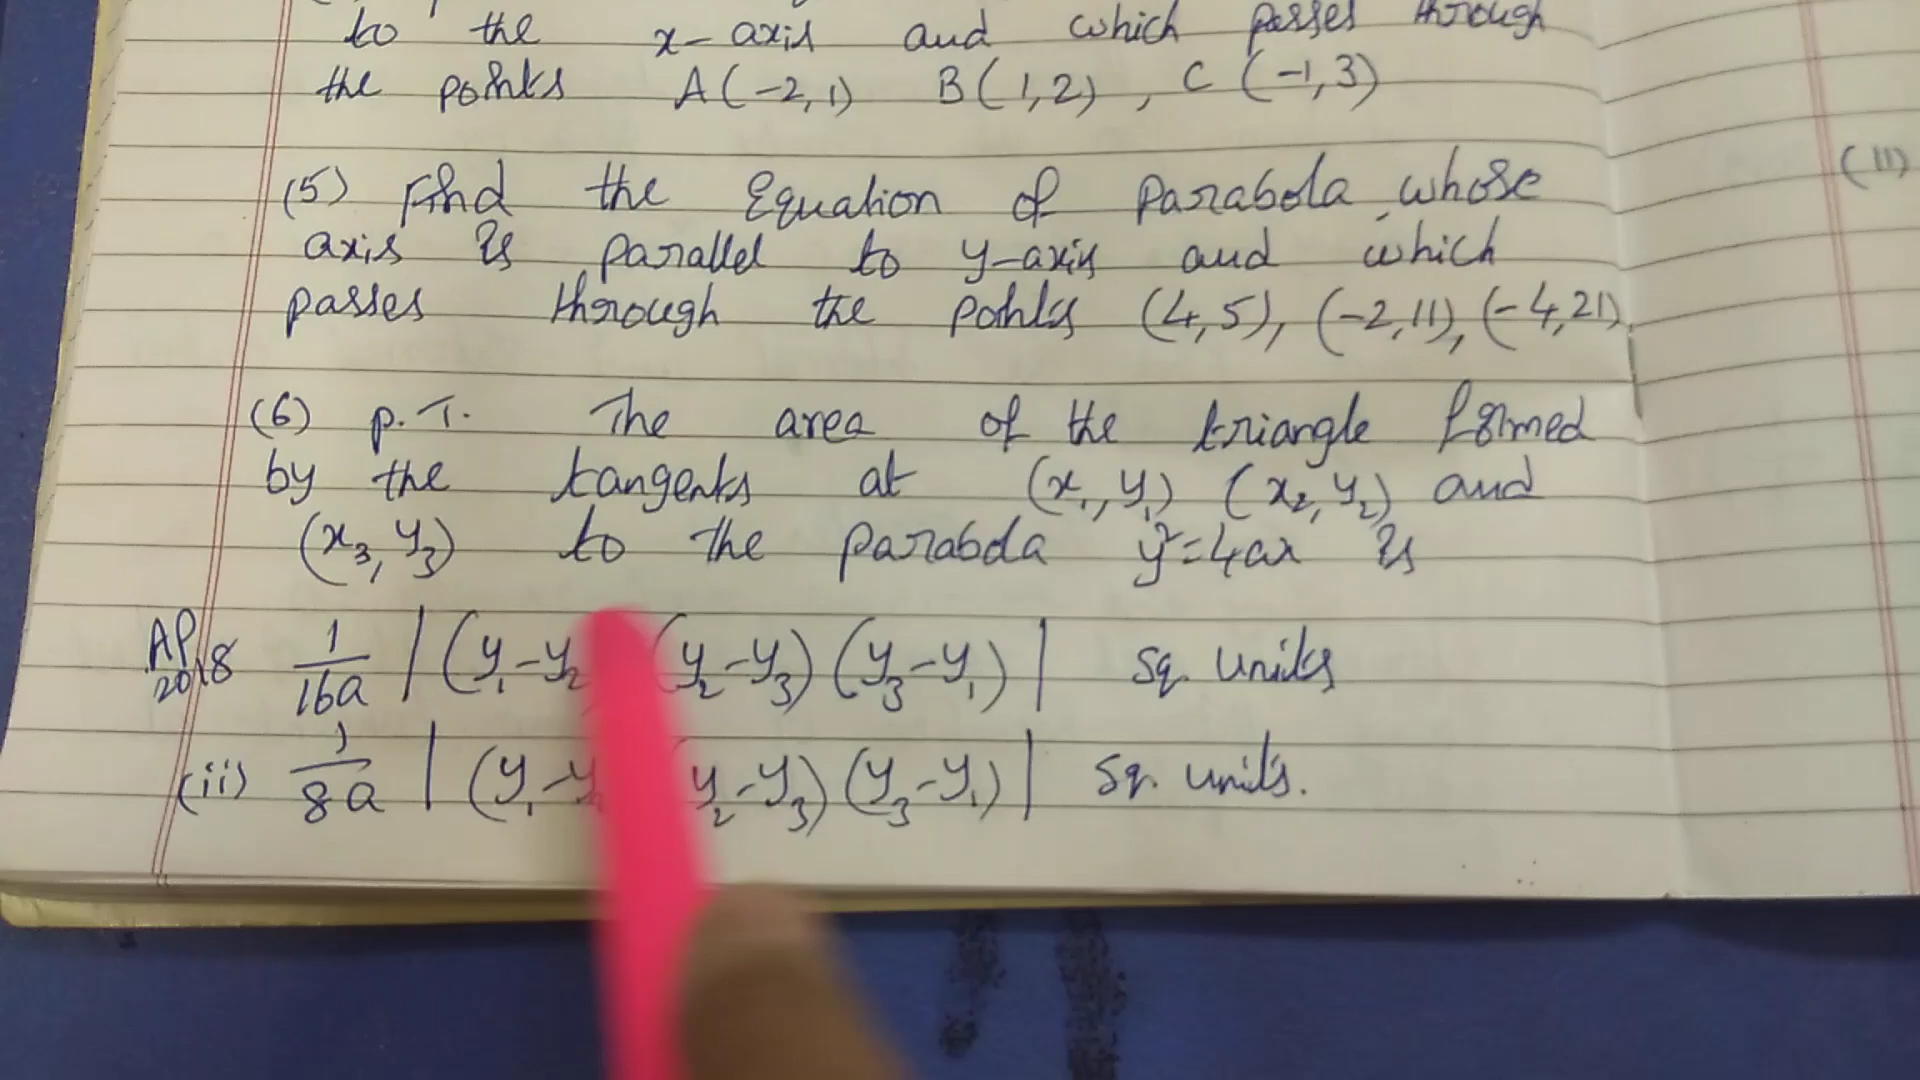 to the x-axis and which passes through
the points A(-2,1) B(1,2), C (-1,3)
(5) Find the Equation of Parabola whose
axis is parallel to y-axis and which
passes through the points (4,5), (-2,11), (-4,21)
(11)
(6) P.T. The area of the triangle formed
by the tangents at (x₁,y₁) (x₂,y₂) and
(x₃,y₃) to the parabola y²=4ax is
AP 2018 1/16a |(y₁-y₂ (y₂-y₃)(y₃-y₁)| Sq. units
(ii) 1/8a |(y₁-y y₂-y₃)(y₃-y₁)| Sq. units.